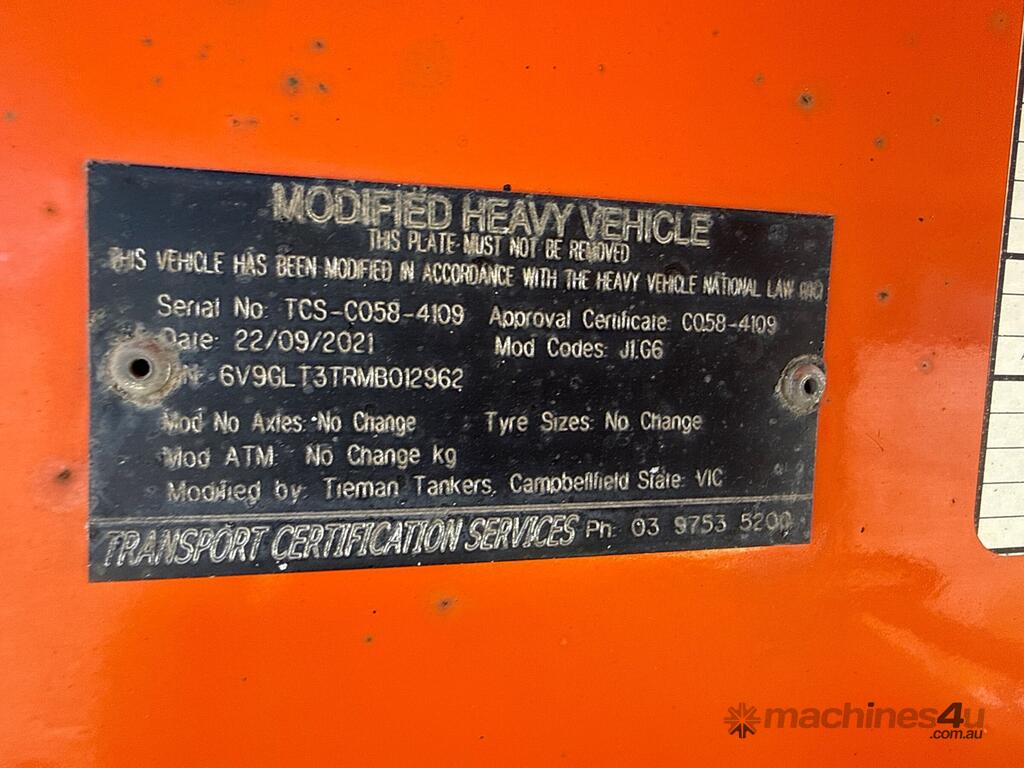 MODIFIED HEAVY VEHICLE
THIS PLATE MUST NOT BE REMOVED
THIS VEHICLE HAS BEEN MODIFIED IN ACCORDANCE WITH THE HEAVY VEHICLE NATIONAL LAW
Serial No: TCS-C058-4109 Approval Certificate: C058-4109
Date: 22/09/2021 Mod Codes: J1.G6
6V9GLT3TRMB012962
Mod No Axles: No Change Tyre Sizes: No Change
Mod ATM: No Change kg
Modified by: Tieman Tankers, Campbellfield State: VIC
TRANSPORT CERTIFICATION SERVICES Ph: 03 9753 5200
machines4u
.com.au